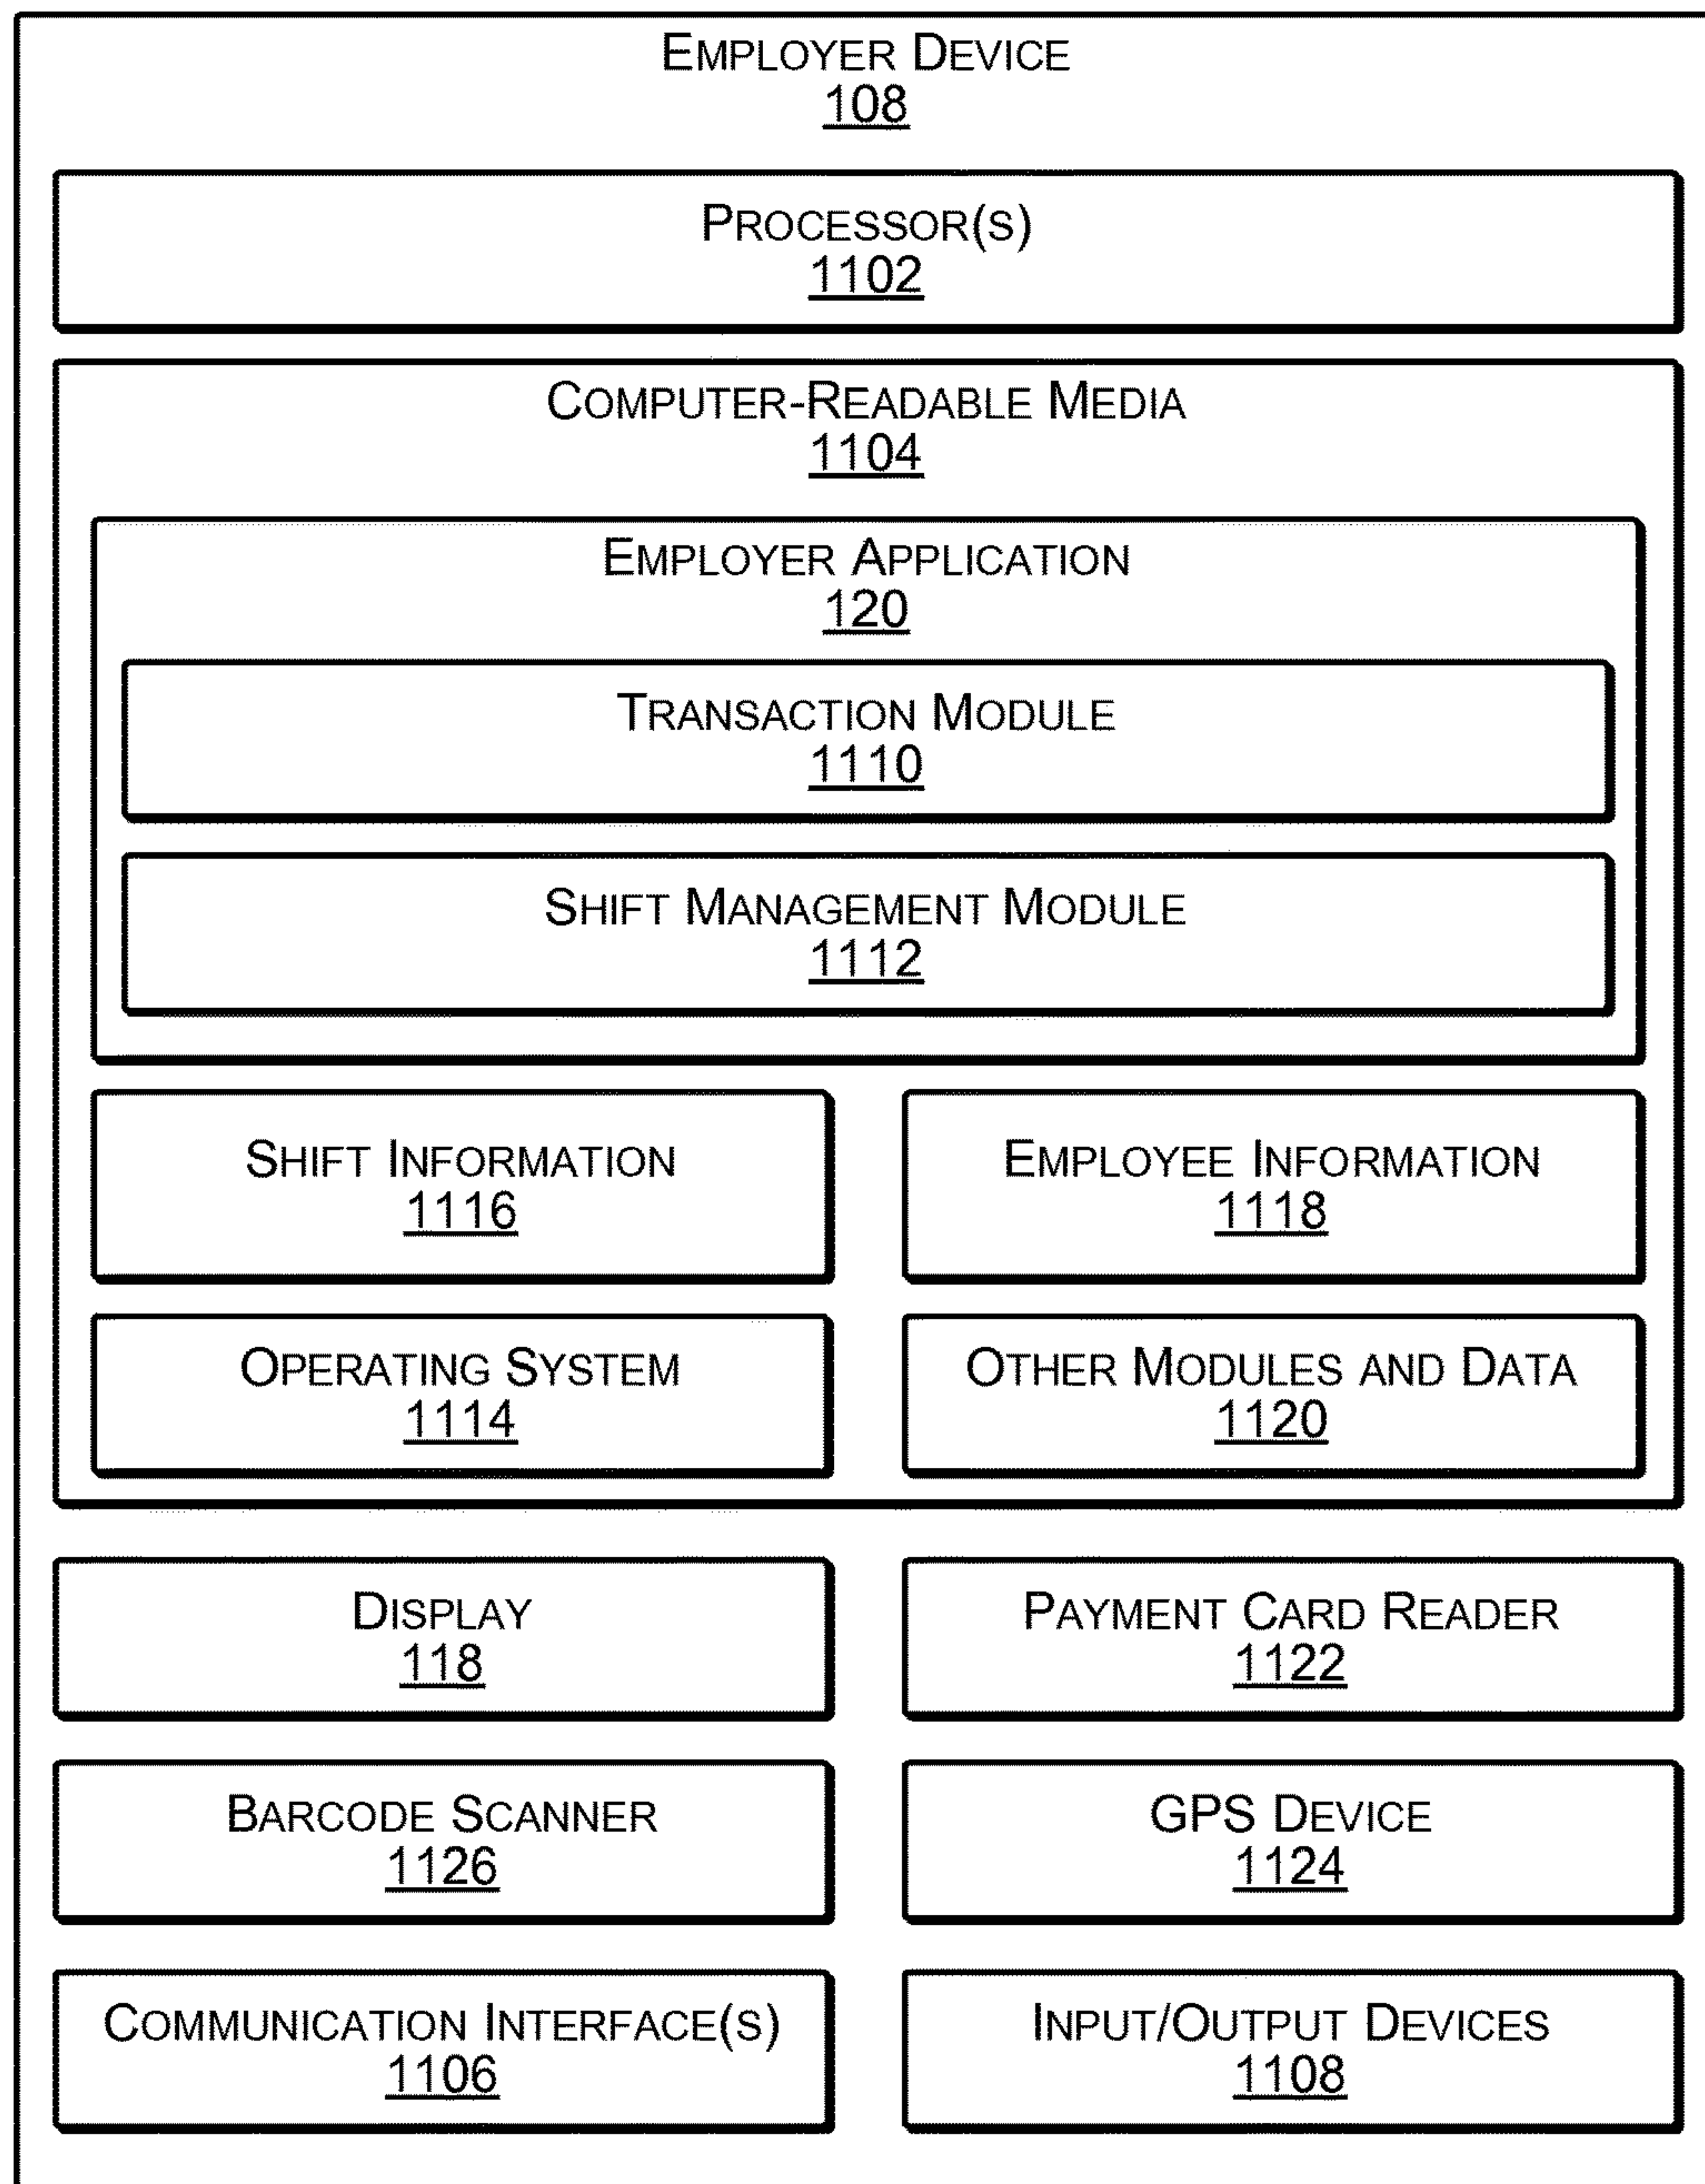 EMPLOYER DEVICE
108
PROCESSOR(S)
1102
COMPUTER-READABLE MEDIA
1104
EMPLOYER APPLICATION
120
TRANSACTION MODULE
1110
SHIFT MANAGEMENT MODULE
1112
SHIFT INFORMATION
1116
EMPLOYEE INFORMATION
1118
OPERATING SYSTEM
1114
OTHER MODULES AND DATA
1120
DISPLAY
118
PAYMENT CARD READER
1122
BARCODE SCANNER
1126
GPS DEVICE
1124
COMMUNICATION INTERFACE(S)
1106
INPUT/OUTPUT DEVICES
1108